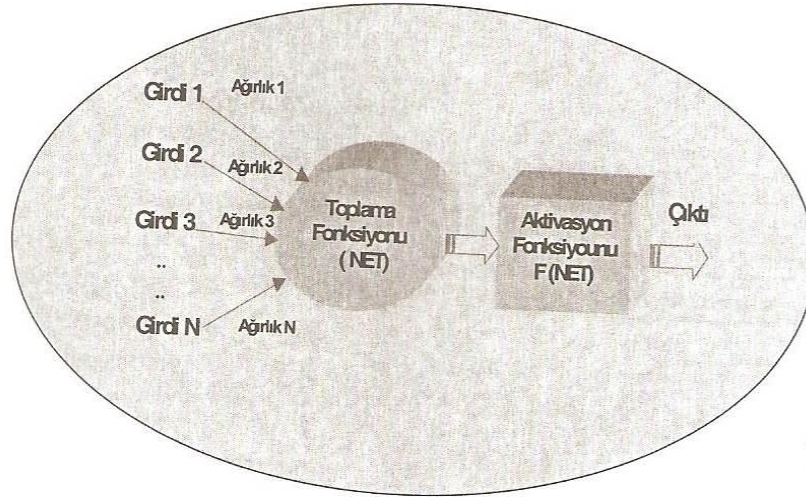 Girdi 1
Ağırlık 1
Girdi 2
Ağırlık 2
Girdi 3
Ağırlık 3
..
..
Girdi N
Ağırlık N
Toplama
Fonksiyonu
( NET)
Aktivasyon
Fonksiyounu
F (NET)
Çıktı